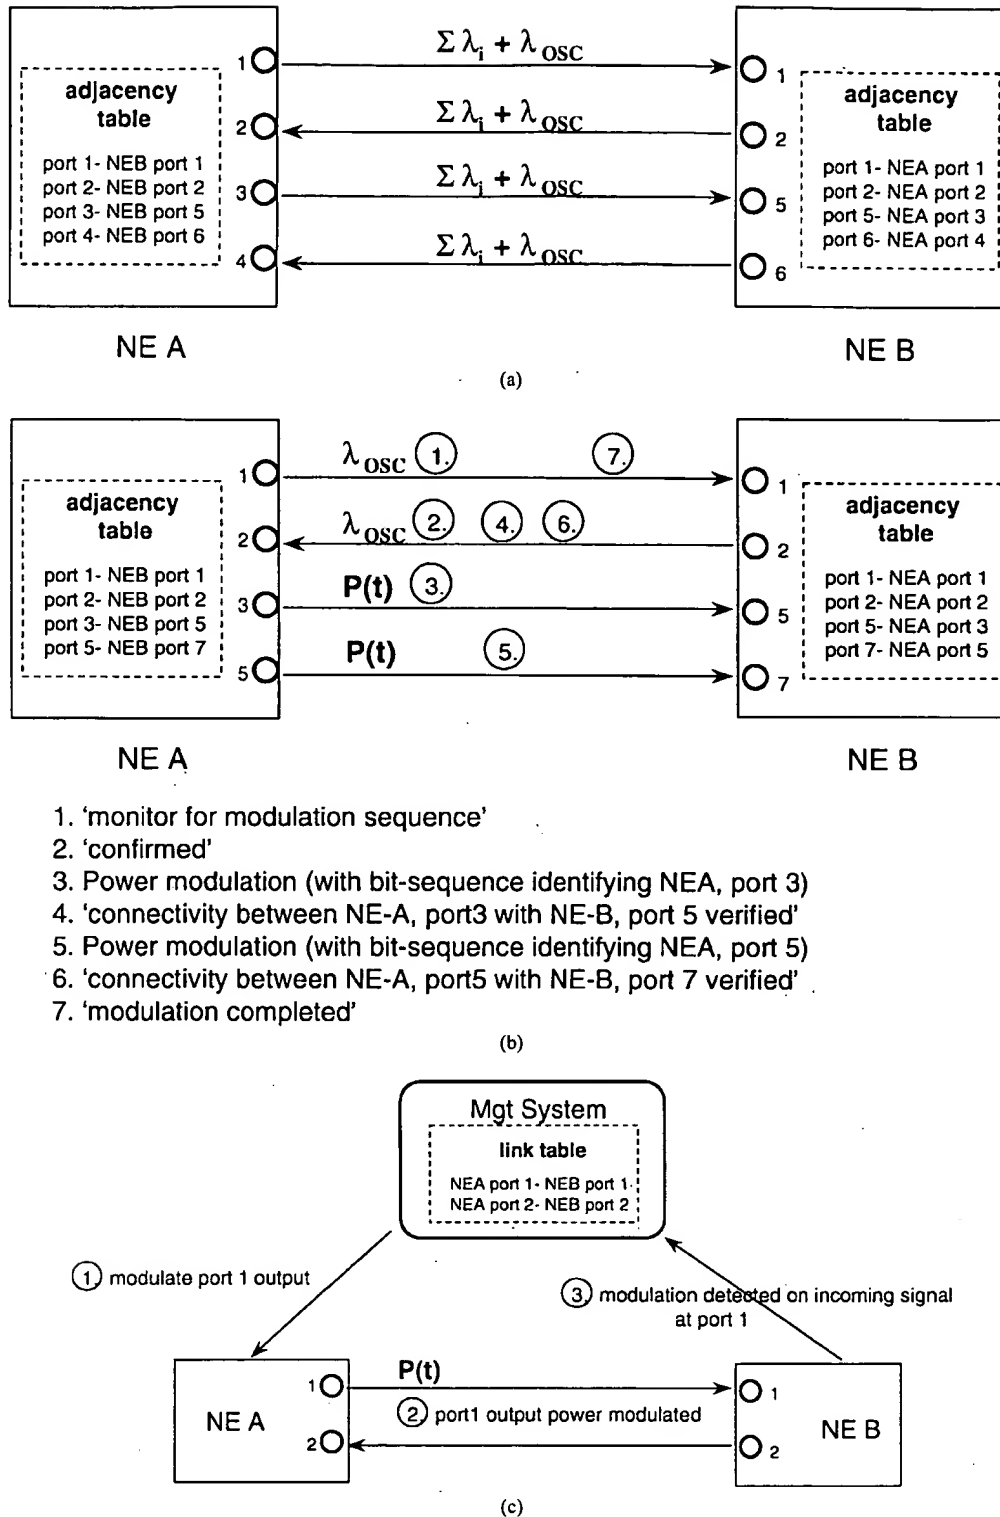 Σ λi + λOSC
1
adjacency
table
port 1- NEB port 1
port 2- NEB port 2
port 3- NEB port 5
port 4- NEB port 6
1
adjacency
table
port 1- NEA port 1
port 2- NEA port 2
port 5- NEA port 3
port 6- NEA port 4
Σ λi + λOSC
2
2
Σ λi + λOSC
3
5
Σ λi + λOSC
4
6
NE A
NE B
(a)
λOSC 1. 7.
1
adjacency
table
port 1- NEB port 1
port 2- NEB port 2
port 3- NEB port 5
port 5- NEB port 7
1
adjacency
table
port 1- NEA port 1
port 2- NEA port 2
port 5- NEA port 3
port 7- NEA port 5
λOSC 2. 4. 6.
2
2
P(t) 3.
3
5
P(t) 5.
5
7
NE A
NE B
1. 'monitor for modulation sequence'
2. 'confirmed'
3. Power modulation (with bit-sequence identifying NEA, port 3)
4. 'connectivity between NE-A, port3 with NE-B, port 5 verified'
5. Power modulation (with bit-sequence identifying NEA, port 5)
6. 'connectivity between NE-A, port5 with NE-B, port 7 verified'
7. 'modulation completed'
(b)
Mgt System
link table
NEA port 1- NEB port 1
NEA port 2- NEB port 2
1. modulate port 1 output
3. modulation detected on incoming signal
at port 1
P(t)
1
1
NE A
2. port1 output power modulated
NE B
2
2
(c)